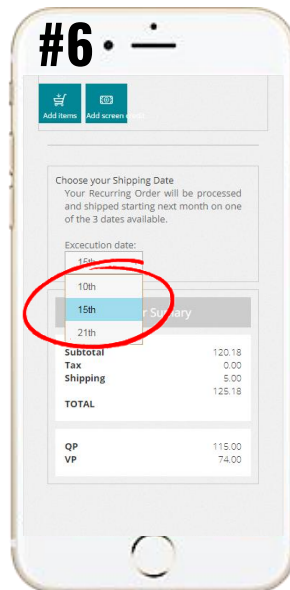 #6
Add items
Add screen
Choose your Shipping Date
Your Recurring Order will be processed
and shipped starting next month on one
of the 3 dates available.
Excecution date:
15th
10th
15th
21th
Subtotal 120.18
Tax 0.00
Shipping 5.00
125.18
TOTAL
QP 115.00
VP 74.00